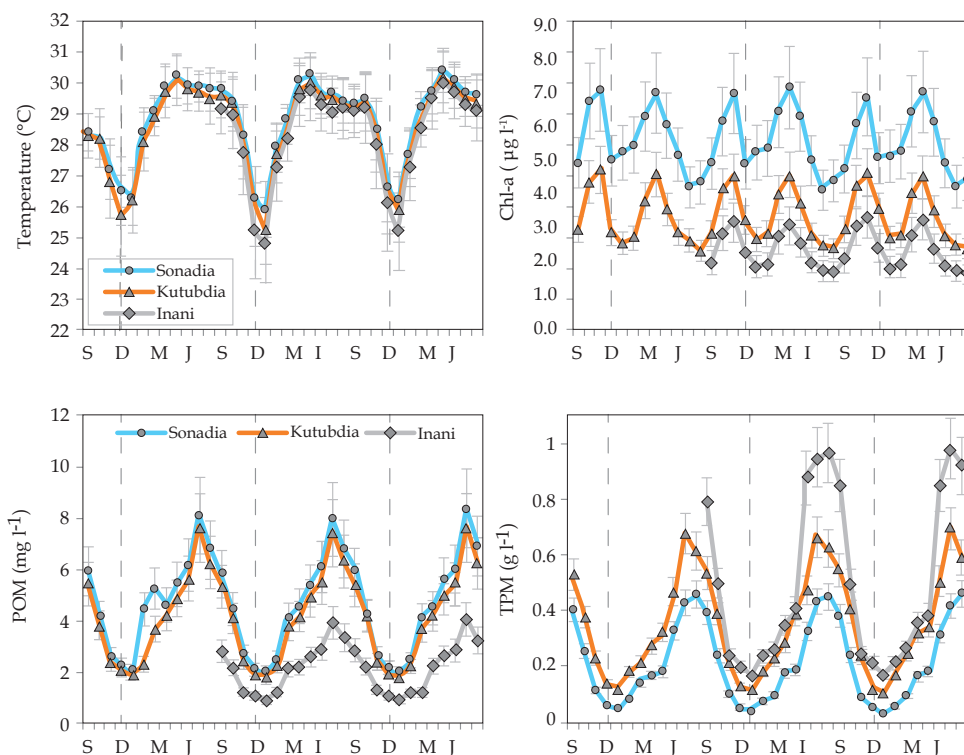 Temperature (°C)
32
31
30
29
28
27
26
25
24
23
22
Sonadia
Kutubdia
Inani
S D M J S D M I S D M J
Chl-a (µg l⁻¹)
9.0
8.0
7.0
6.0
5.0
4.0
3.0
2.0
1.0
0.0
S D M J S D M J S D M J
POM (mg l⁻¹)
12
10
8
6
4
2
0
Sonadia Kutubdia Inani
S D M J S D M I S D M J
TPM (g l⁻¹)
1
0.8
0.6
0.4
0.2
0
S D M J S D M I S D M J